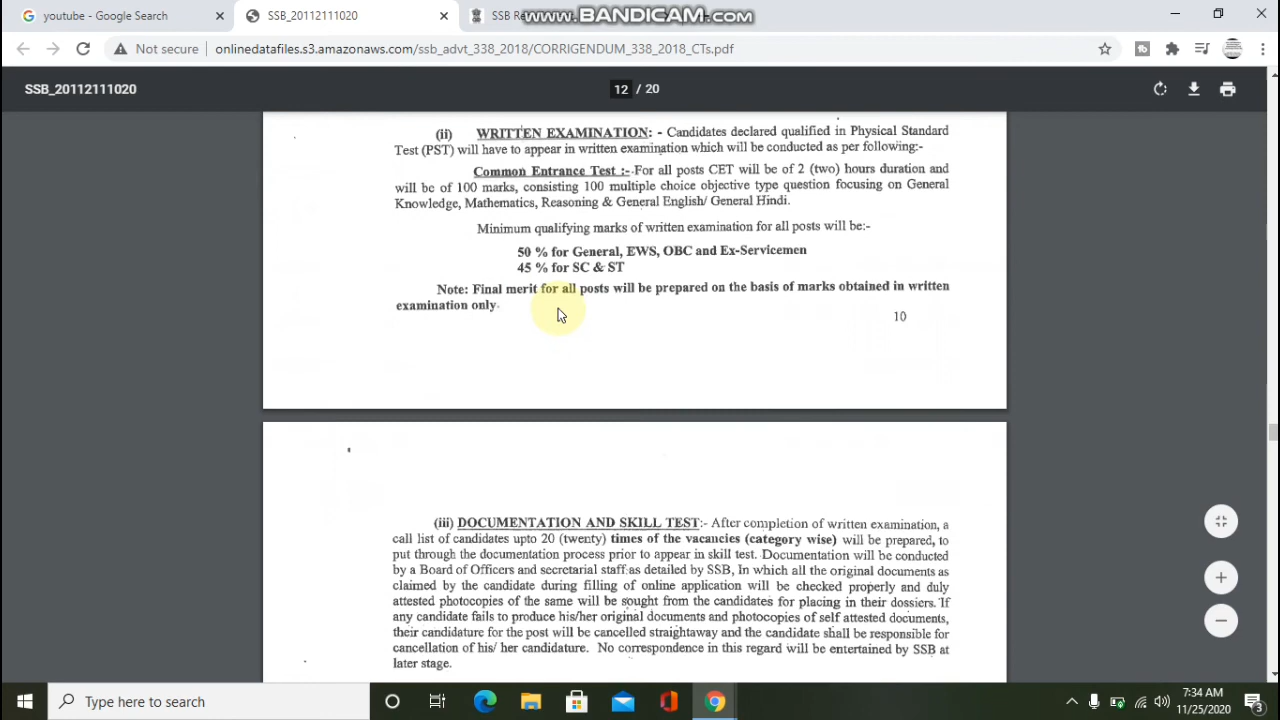 youtube - Google Search
SSB_20112111020
SSB Re
www.BANDICAM.com
Not secure
onlinedatafiles.s3.amazonaws.com/ssb_advt_338_2018/CORRIGENDUM_338_2018_CTs.pdf
SSB_20112111020
12 / 20
(ii) WRITTEN EXAMINATION: - Candidates declared qualified in Physical Standard
Test (PST) will have to appear in written examination which will be conducted as per following:-
Common Entrance Test :- For all posts CET will be of 2 (two) hours duration and
will be of 100 marks, consisting 100 multiple choice objective type question focusing on General
Knowledge, Mathematics, Reasoning & General English/ General Hindi.
Minimum qualifying marks of written examination for all posts will be:-
50 % for General, EWS, OBC and Ex-Servicemen
45 % for SC & ST
Note: Final merit for all posts will be prepared on the basis of marks obtained in written
examination only.
10
(iii) DOCUMENTATION AND SKILL TEST:- After completion of written examination, a
call list of candidates upto 20 (twenty) times of the vacancies (category wise) will be prepared, to
put through the documentation process prior to appear in skill test. Documentation will be conducted
by a Board of Officers and secretarial staff as detailed by SSB, In which all the original documents as
claimed by the candidate during filling of online application will be checked properly and duly
attested photocopies of the same will be sought from the candidates for placing in their dossiers. If
any candidate fails to produce his/her original documents and photocopies of self attested documents,
their candidature for the post will be cancelled straightaway and the candidate shall be responsible for
cancellation of his/ her candidature. No correspondence in this regard will be entertained by SSB at
later stage.
Type here to search
7:34 AM
11/25/2020
3